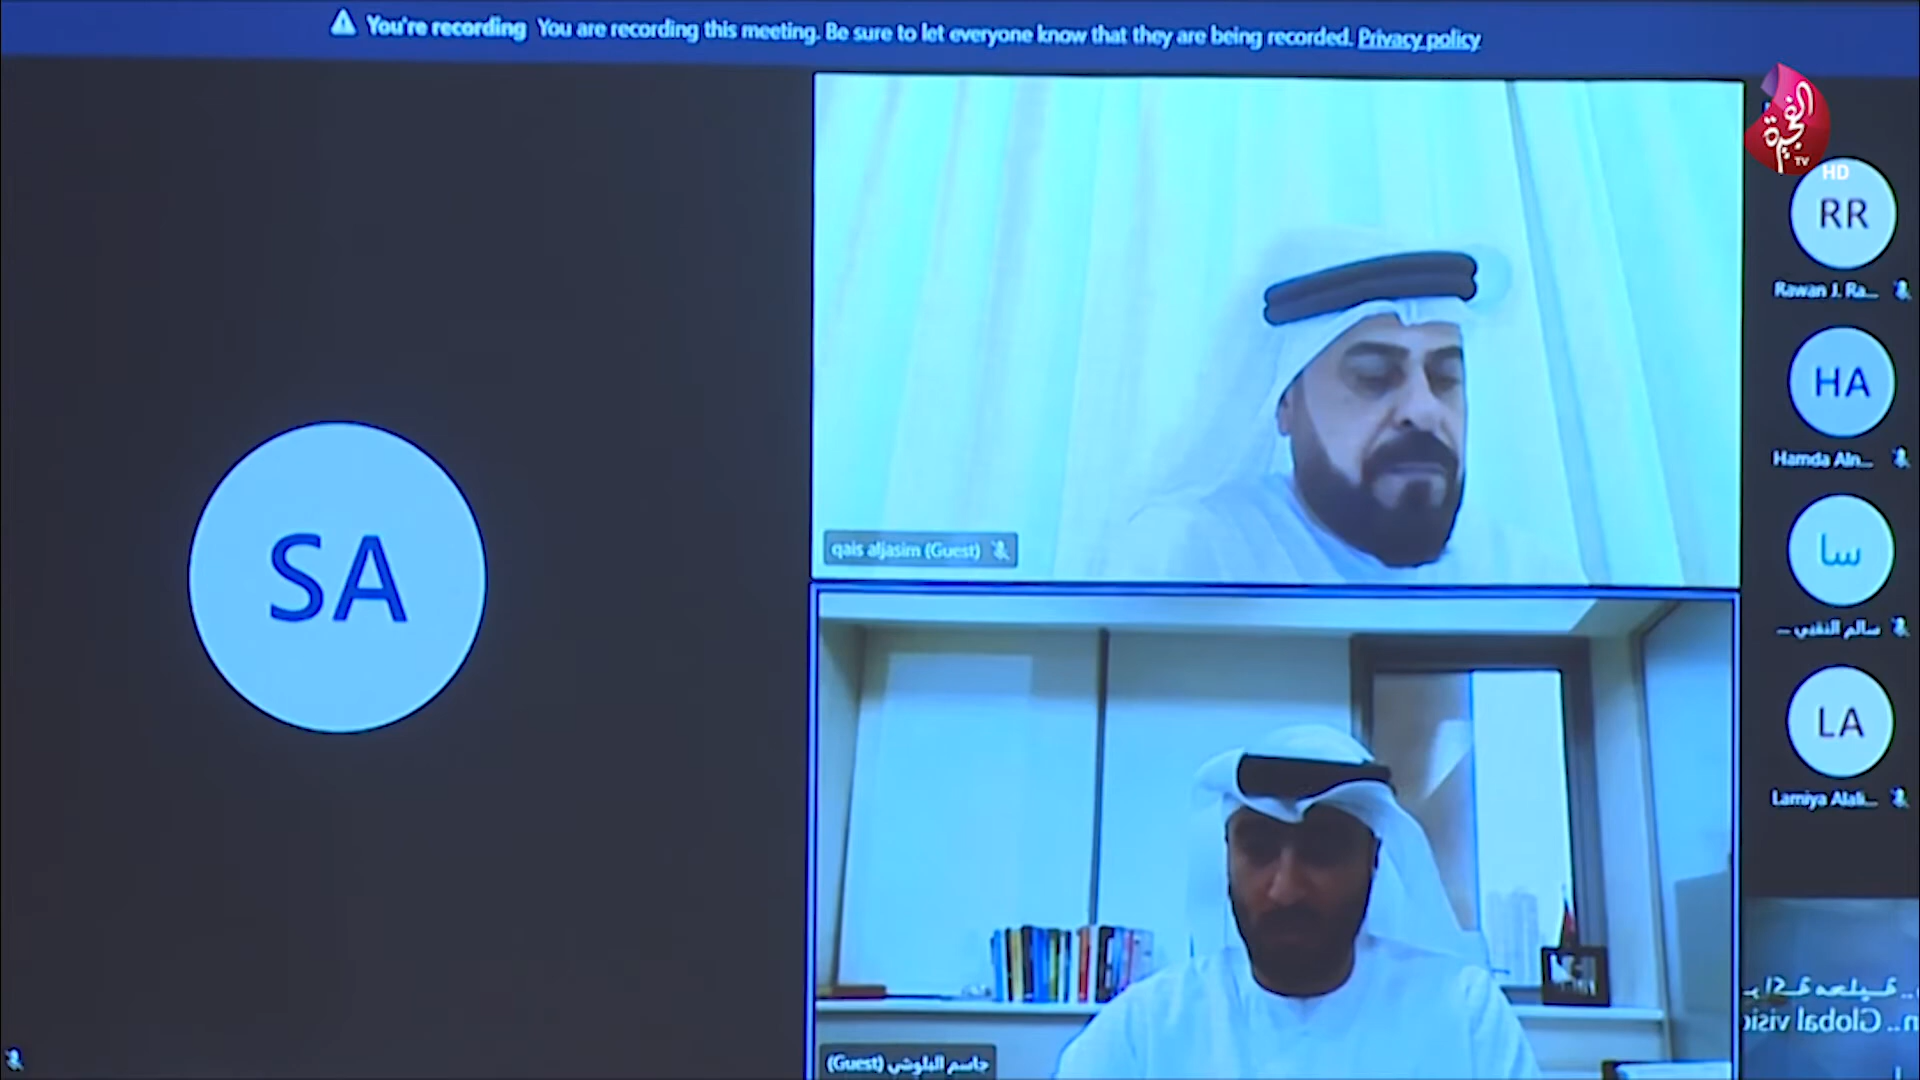 You're recording You are recording this meeting. Be sure to let everyone know that they are being recorded. Privacy policy
الفجيرة
TV
HD
RR
Rawan J. Ra...
HA
Hamda Aln...
سا
سالم النقبي ...
LA
Lamiya Alali...
SA
qais aljasim (Guest)
جاسم البلوشي (Guest)
Global visi